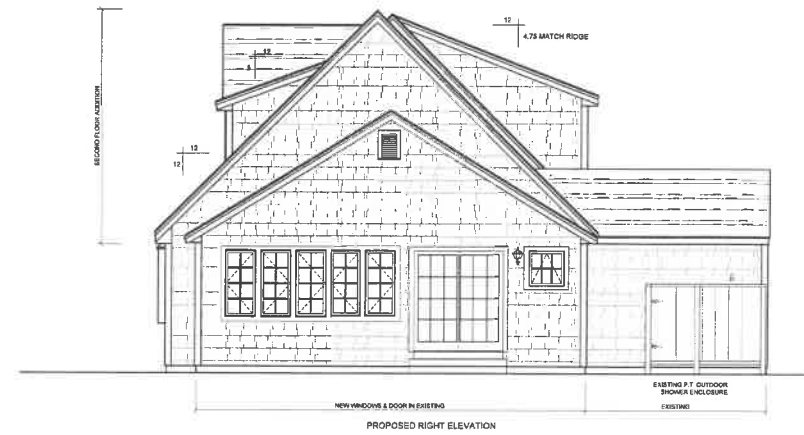 12
4.75 MATCH RIDGE
12
SECOND FLOOR ADDITION
12
12
EXISTING P.T OUTDOOR
SHOWER ENCLOSURE
NEW WINDOWS & DOOR IN EXISTING
EXISTING
PROPOSED RIGHT ELEVATION